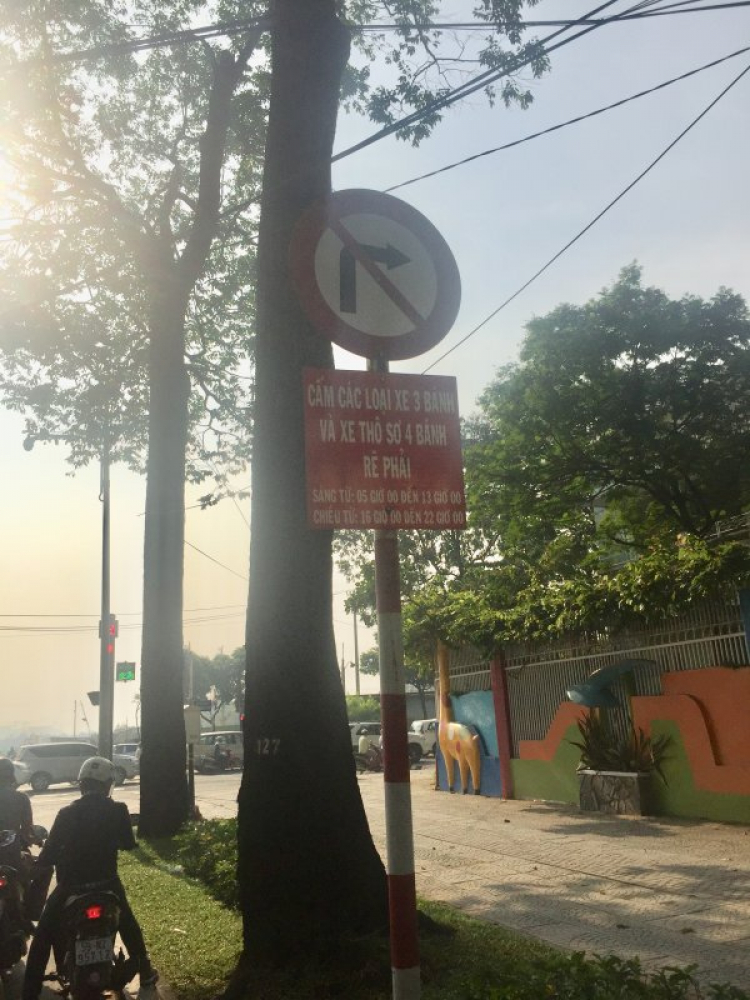 CẤM CÁC LOẠI XE 3 BÁNH
VÀ XE THÔ SƠ 4 BÁNH
RẼ PHẢI
SÁNG TỪ: 05 GIỜ 00 ĐẾN 13 GIỜ 00
CHIỀU TỪ: 16 GIỜ 00 ĐẾN 22 GIỜ 00
127